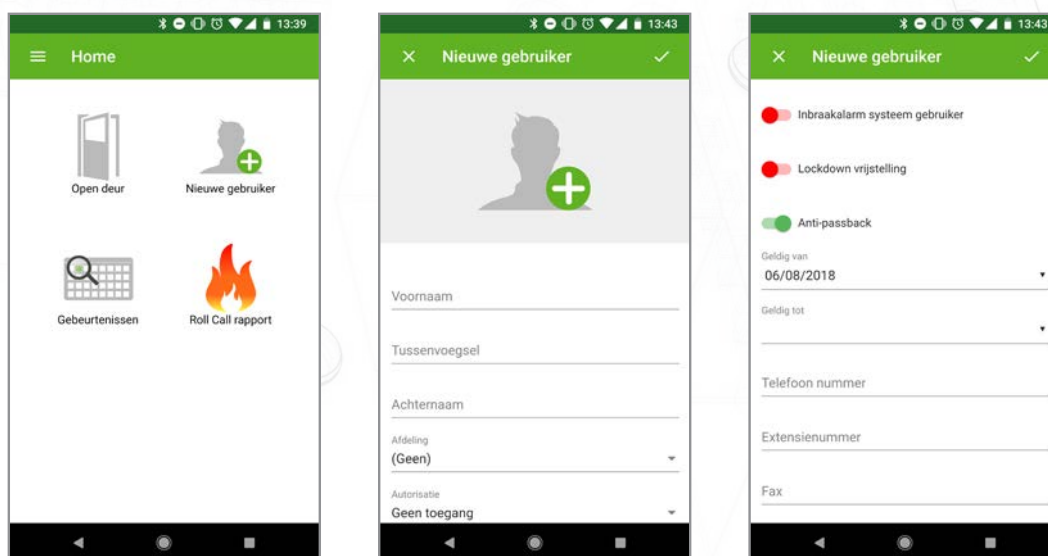 13:39
Home
Open deur
Nieuwe gebruiker
Gebeurtenissen
Roll Call rapport
13:43
Nieuwe gebruiker
Voornaam
Tussenvoegsel
Achternaam
Afdeling
(Geen)
Autorisatie
Geen toegang
13:43
Nieuwe gebruiker
Inbraakalarm systeem gebruiker
Lockdown vrijstelling
Anti-passback
Geldig van
06/08/2018
Geldig tot
Telefoon nummer
Extensienummer
Fax